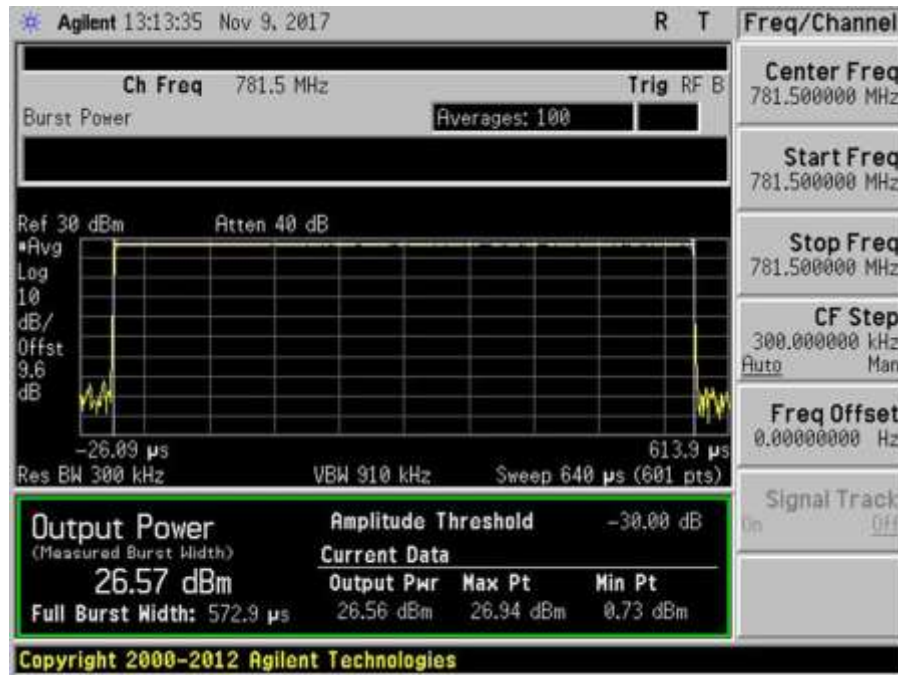 Agilent 13:13:35 Nov 9, 2017 R T
Freq/Channel
Ch Freq 781.5 MHz Trig RF B
Burst Power Averages: 100
Center Freq
781.500000 MHz
Start Freq
781.500000 MHz
Stop Freq
781.500000 MHz
CF Step
300.000000 kHz
Auto Man
Freq Offset
0.00000000 Hz
Signal Track
On Off
Ref 30 dBm Atten 40 dB
*Avg
Log
10
dB/
Offst
9.6
dB
-26.09 µs 613.9 µs
Res BW 300 kHz VBW 910 kHz Sweep 640 µs (601 pts)
Output Power
(Measured Burst Width)
26.57 dBm
Full Burst Width: 572.9 µs
Amplitude Threshold -30.00 dB
Current Data
Output Pwr Max Pt Min Pt
26.56 dBm 26.94 dBm 0.73 dBm
Copyright 2000-2012 Agilent Technologies